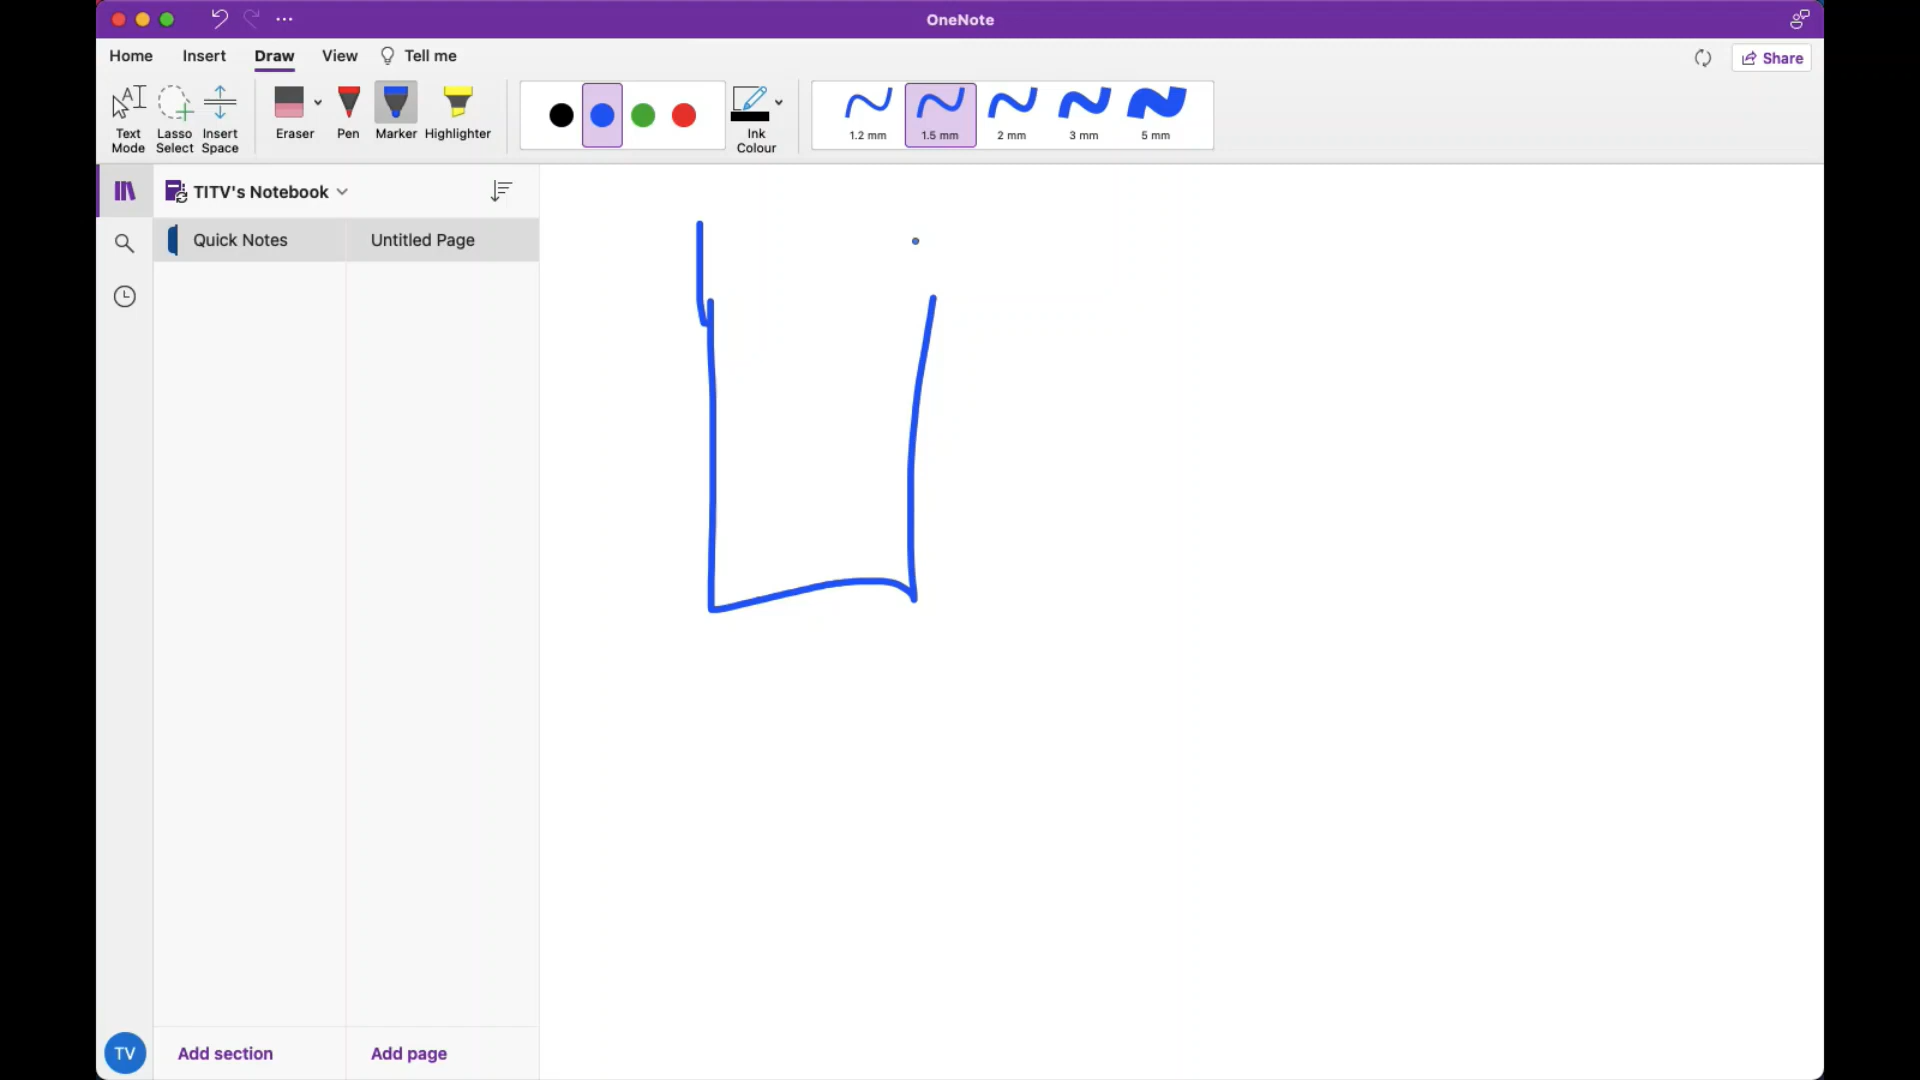 OneNote
Home Insert Draw View Tell me
Share
Text Mode
Lasso Select
Insert Space
Eraser
Pen
Marker
Highlighter
Ink Colour
1.2 mm
1.5 mm
2 mm
3 mm
5 mm
TITV's Notebook
Quick Notes
Untitled Page
TV
Add section
Add page